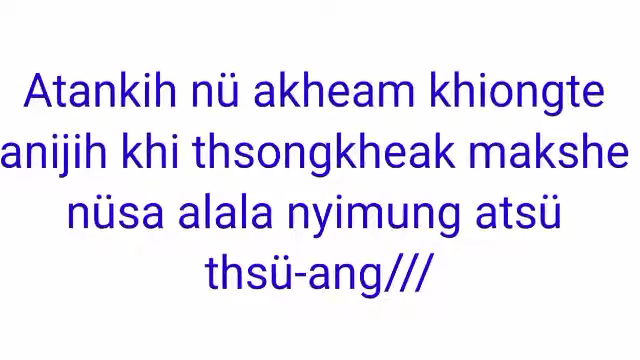 Atankih nü akheam khiongte
anijih khi thsongkheak makshe
nüsa alala nyimung atsü
thsü-ang///